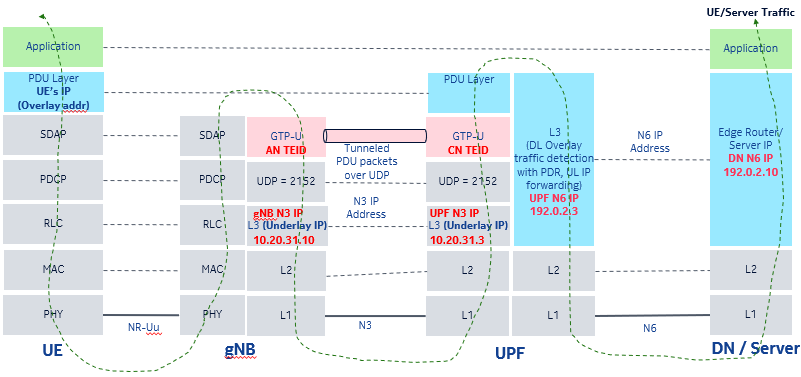 UE/Server Traffic
Application
Application
PDU Layer
UE's IP
(Overlay addr)
PDU Layer
SDAP
SDAP
GTP-U
AN TEID
Tunneled
PDU packets
over UDP
GTP-U
CN TEID
L3
(DL Overlay
traffic detection
with PDR, UL IP
forwarding)
UPF N6 IP
192.0.2.3
N6 IP
Address
Edge Router/
Server IP
DN N6 IP
192.0.2.10
PDCP
PDCP
UDP = 2152
UDP = 2152
N3 IP
Address
RLC
RLC
gNB N3 IP
L3 (Underlay IP)
10.20.31.10
UPF N3 IP
L3 (Underlay IP)
10.20.31.3
MAC
MAC
L2
L2
L2
L2
PHY
PHY
L1
L1
L1
L1
NR-Uu
N3
N6
UE
gNB
UPF
DN / Server